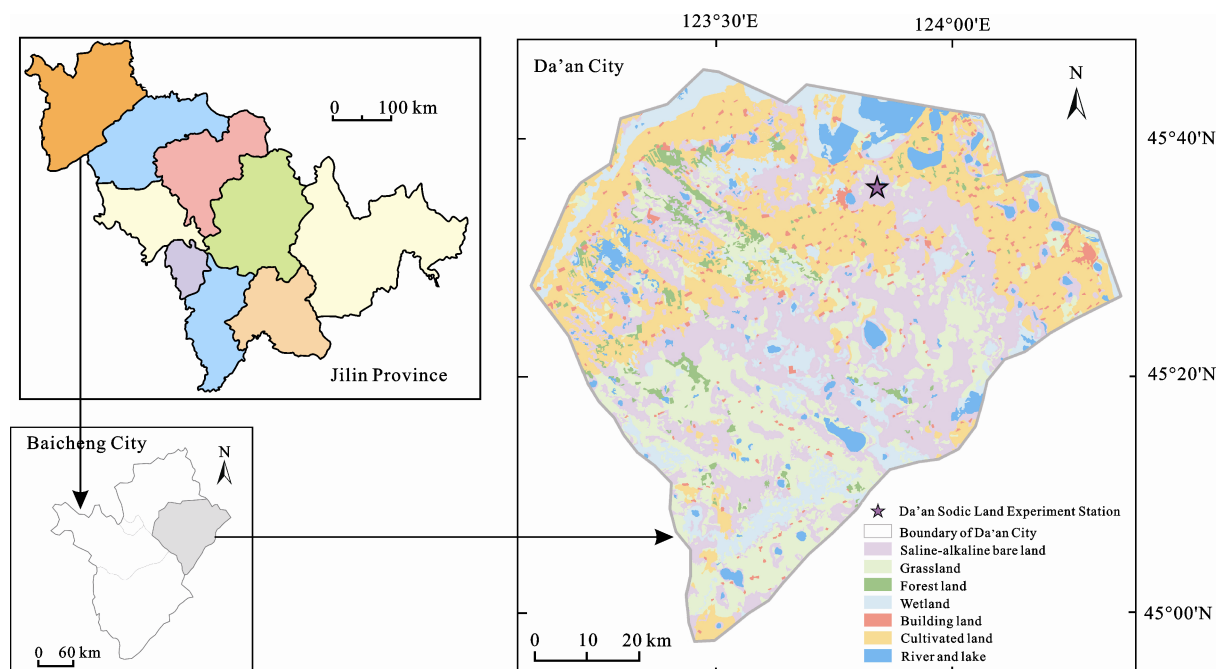 0 100 km
Jilin Province
Baicheng City
N
0 60 km
123°30′E
124°00′E
Da’an City
N
45°40′N
45°20′N
45°00′N
Da’an Sodic Land Experiment Station
Boundary of Da’an City
Saline-alkaline bare land
Grassland
Forest land
Wetland
Building land
Cultivated land
River and lake
0 10 20 km